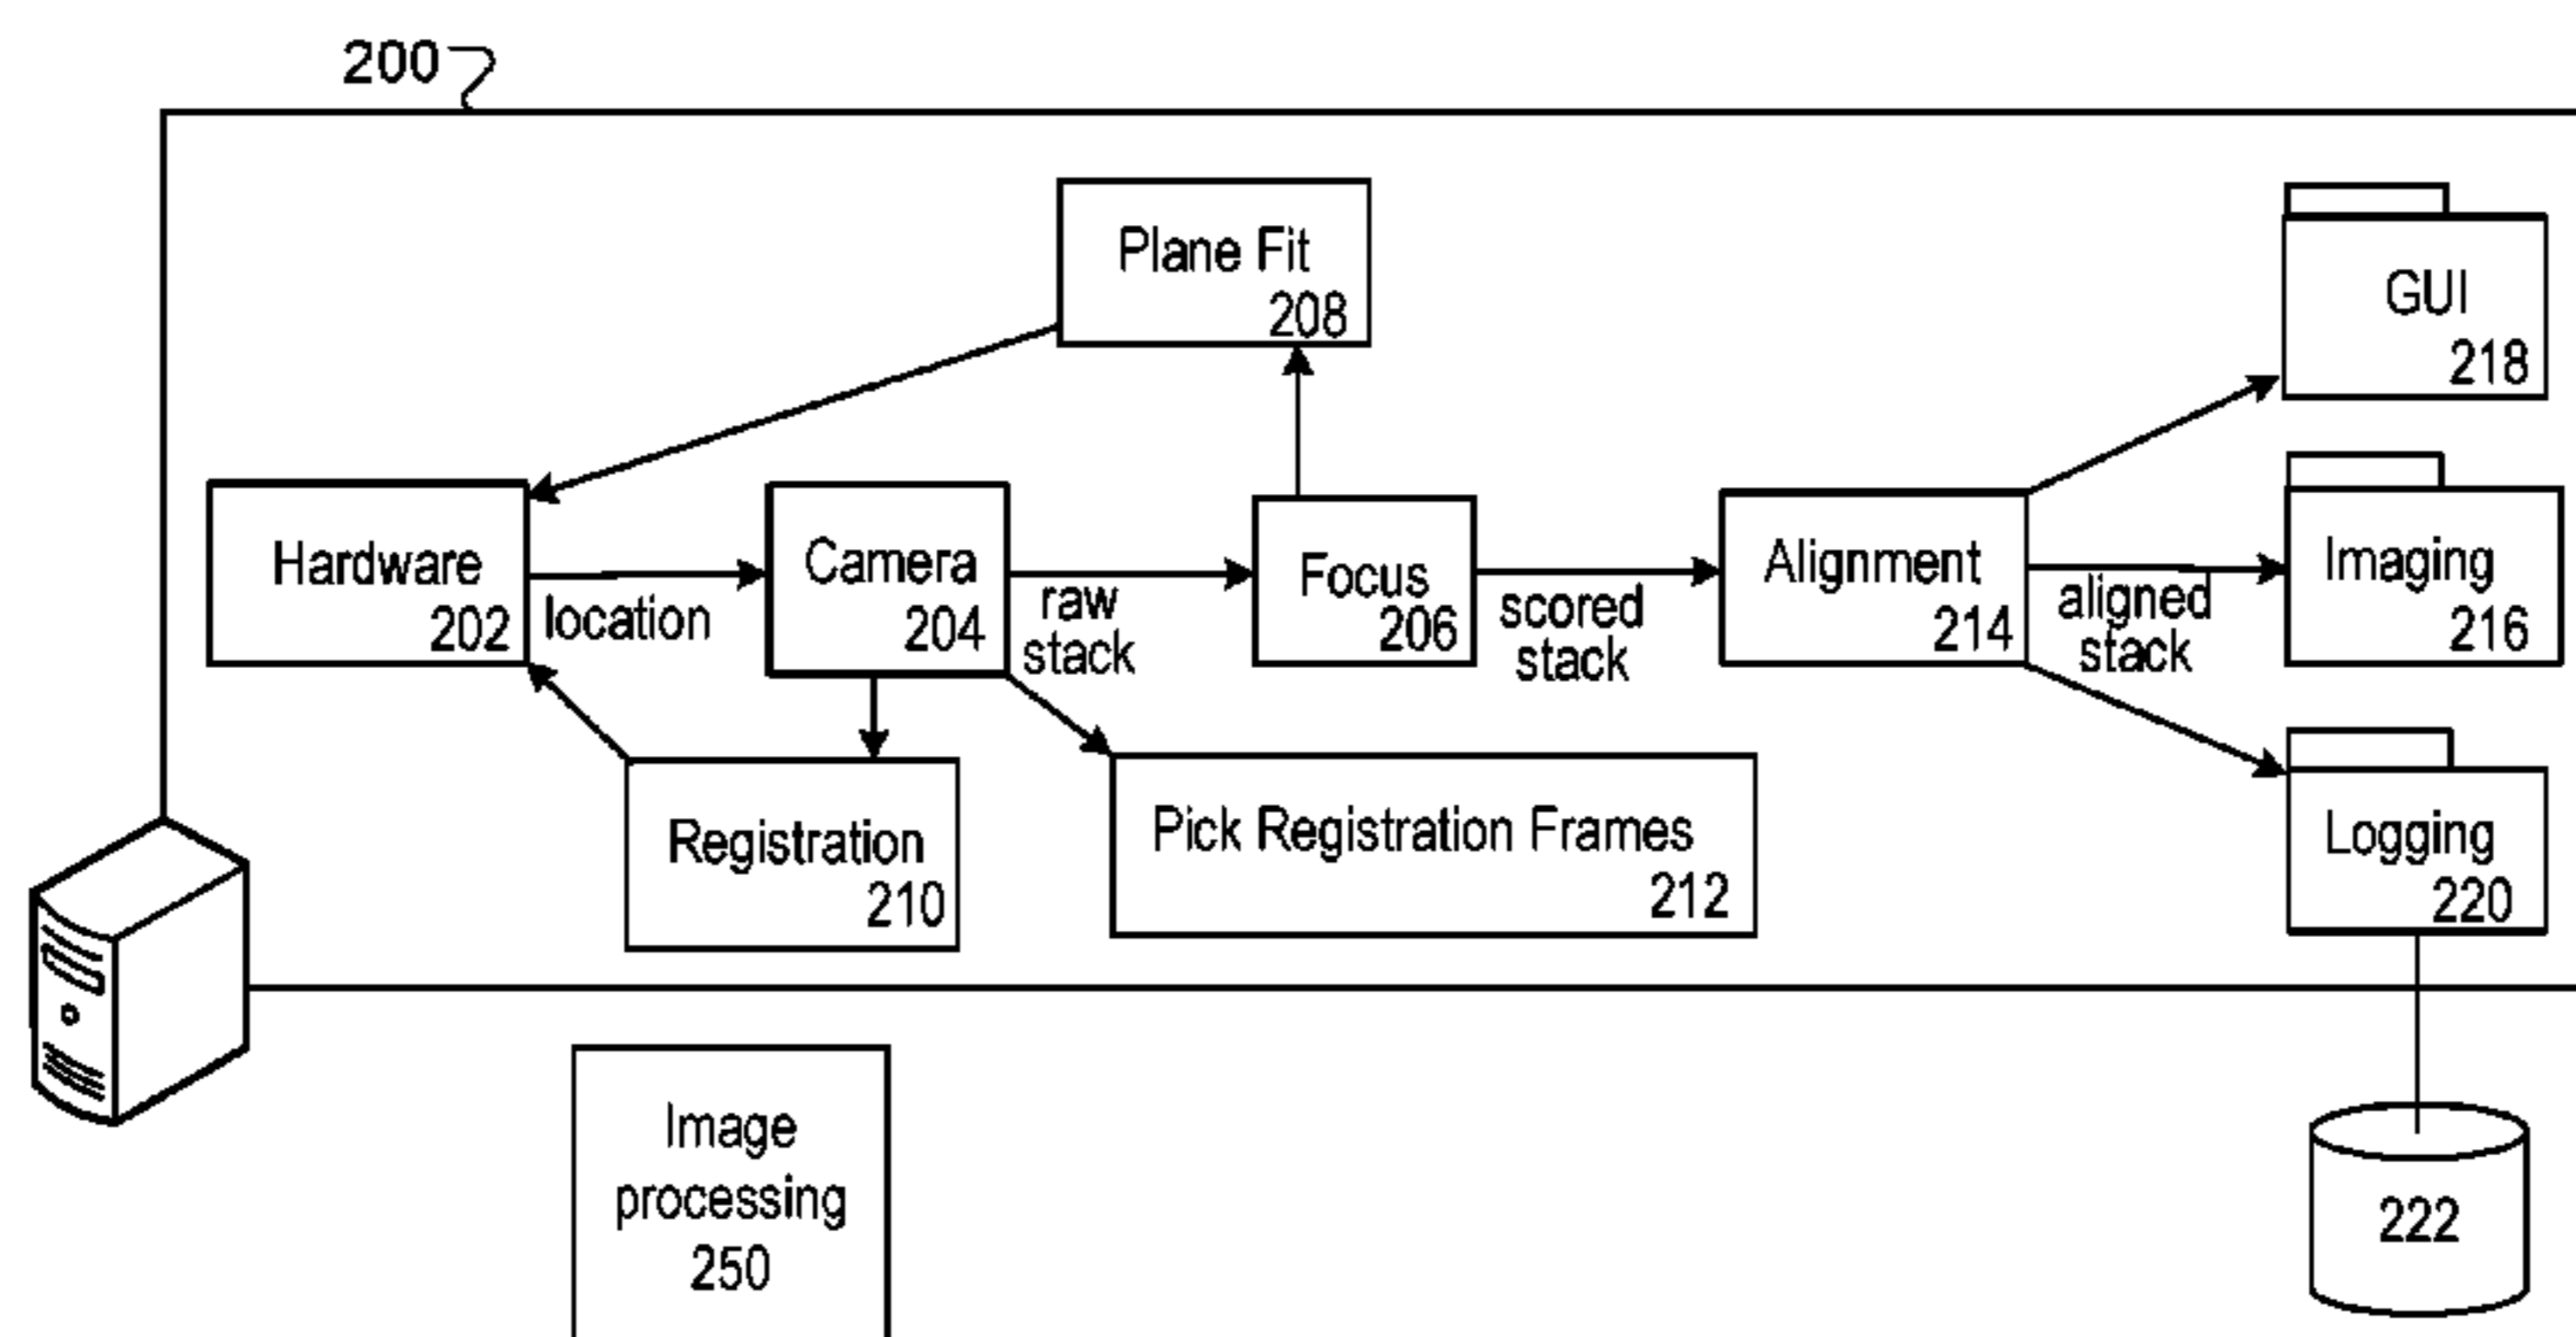 200
Plane Fit
208
GUI
218
Hardware
202
location
Camera
204
raw
stack
Focus
206
scored
stack
Alignment
214
aligned
stack
Imaging
216
Registration
210
Pick Registration Frames
212
Logging
220
Image
processing
250
222